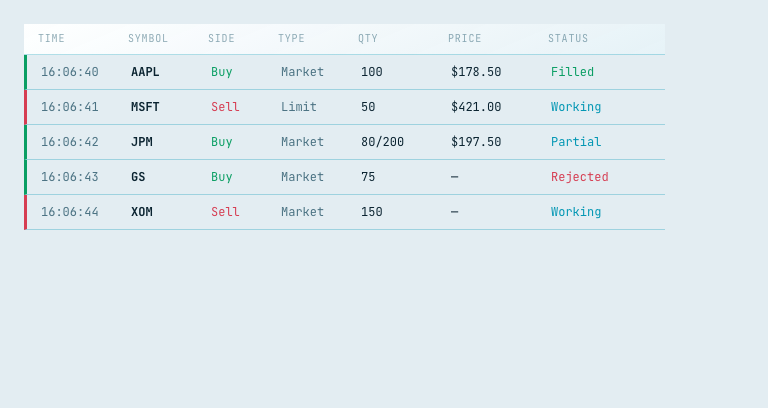 TIME SYMBOL SIDE TYPE QTY PRICE STATUS
16:06:40 AAPL Buy Market 100 $178.50 Filled
16:06:41 MSFT Sell Limit 50 $421.00 Working
16:06:42 JPM Buy Market 80/200 $197.50 Partial
16:06:43 GS Buy Market 75 — Rejected
16:06:44 XOM Sell Market 150 — Working